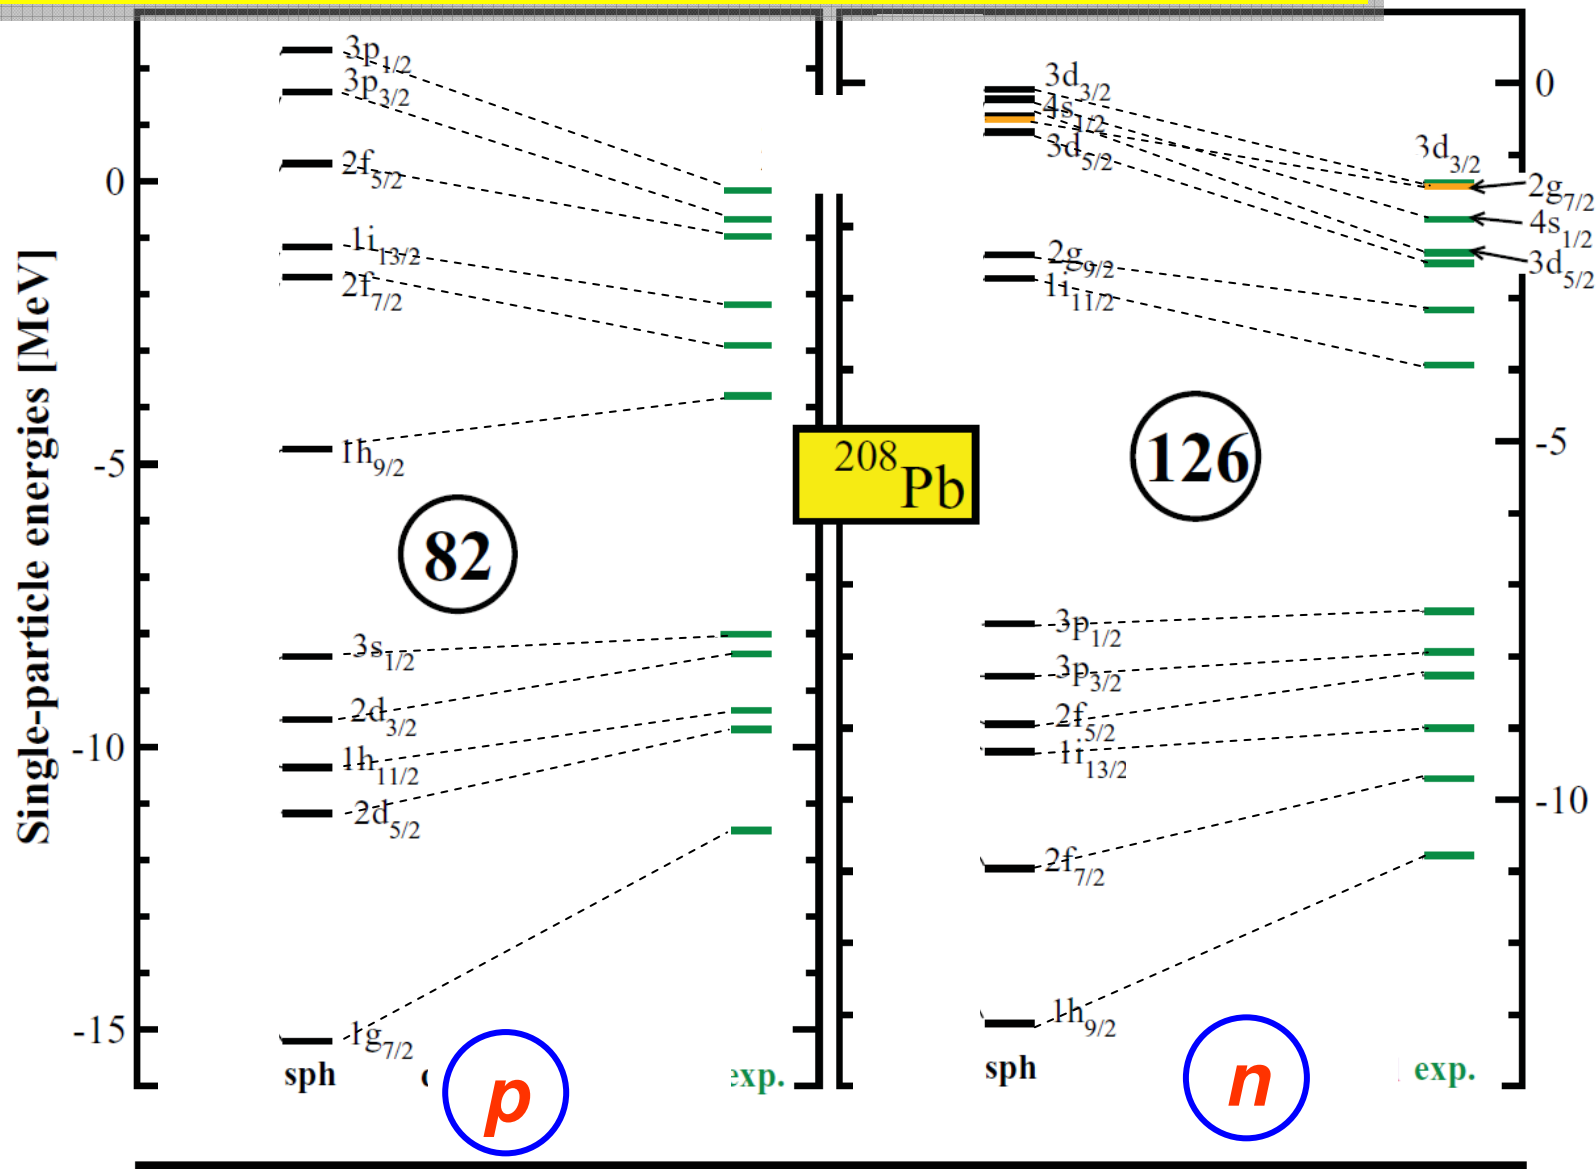 Single-particle energies [MeV]
0
-5
-10
-15
3p1/2
3p3/2
2f5/2
1i13/2
2f7/2
1h9/2
82
3s1/2
2d3/2
1h11/2
2d5/2
1g7/2
sph
p
exp.
208Pb
3d3/2
4s1/2
3d5/2
2g9/2
1i11/2
126
3p1/2
3p3/2
2f5/2
1i13/2
2f7/2
1h9/2
sph
n
exp.
3d3/2
2g7/2
4s1/2
3d5/2
0
-5
-10